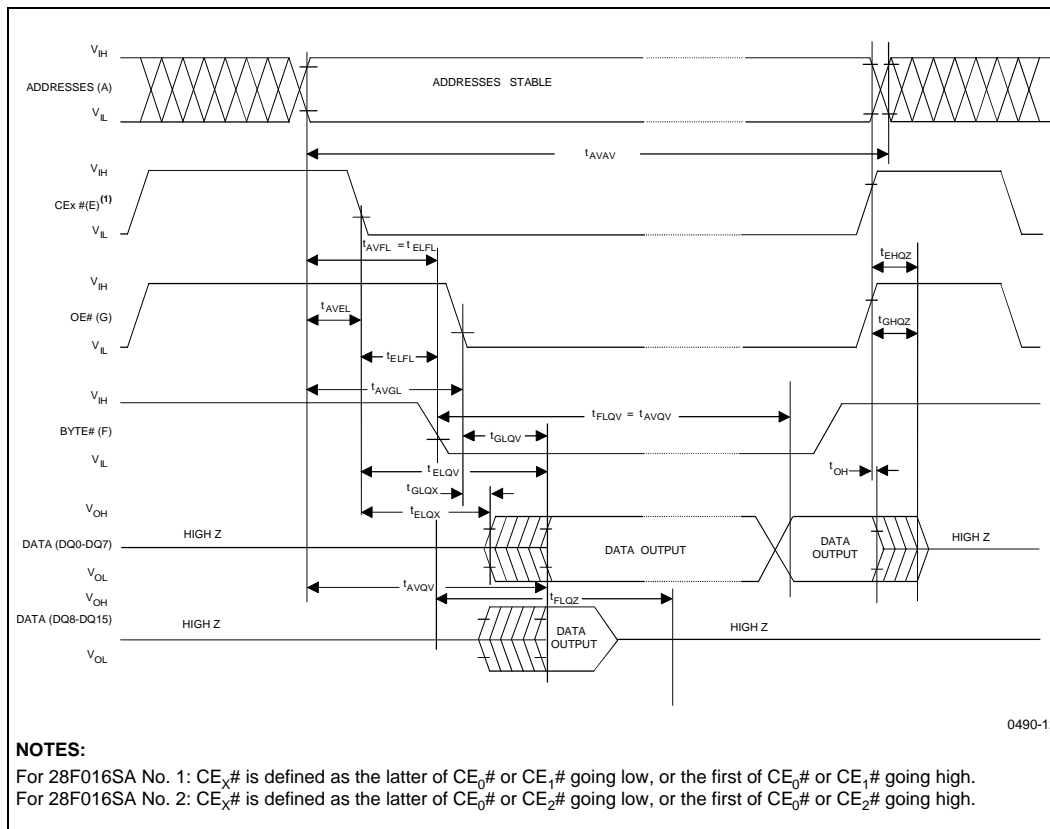 VIH
ADDRESSES (A)
VIL
ADDRESSES STABLE
tAVAV
VIH
CEx #(E)(1)
VIL
tAVFL = tELFL
tEHQZ
VIH
OE# (G)
VIL
tAVEL
tGHQZ
tELFL
tAVGL
VIH
BYTE# (F)
VIL
tFLQV = tAVQV
tGLQV
tELQV
tOH
tGLQX
tELQX
VOH
DATA (DQ0-DQ7)
VOL
HIGH Z
DATA OUTPUT
DATA
OUTPUT
HIGH Z
tAVQV
tFLQZ
VOH
DATA (DQ8-DQ15)
VOL
HIGH Z
DATA
OUTPUT
HIGH Z
NOTES:
For 28F016SA No. 1: CEX# is defined as the latter of CE0# or CE1# going low, or the first of CE0# or CE1# going high.
For 28F016SA No. 2: CEX# is defined as the latter of CE0# or CE2# going low, or the first of CE0# or CE2# going high.